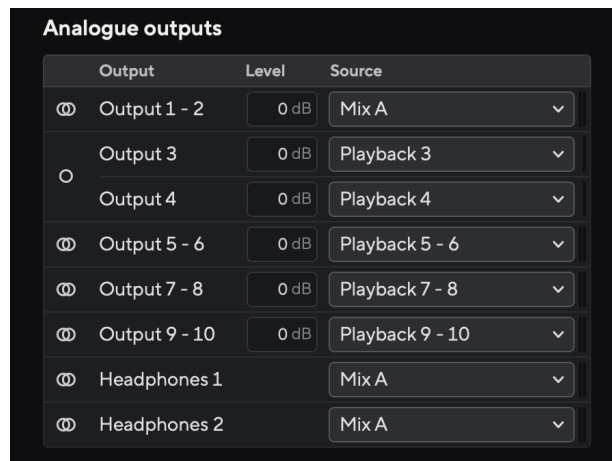 Analogue outputs
Output Level Source
Output 1 - 2 0 dB Mix A
Output 3 0 dB Playback 3
Output 4 0 dB Playback 4
Output 5 - 6 0 dB Playback 5 - 6
Output 7 - 8 0 dB Playback 7 - 8
Output 9 - 10 0 dB Playback 9 - 10
Headphones 1 Mix A
Headphones 2 Mix A